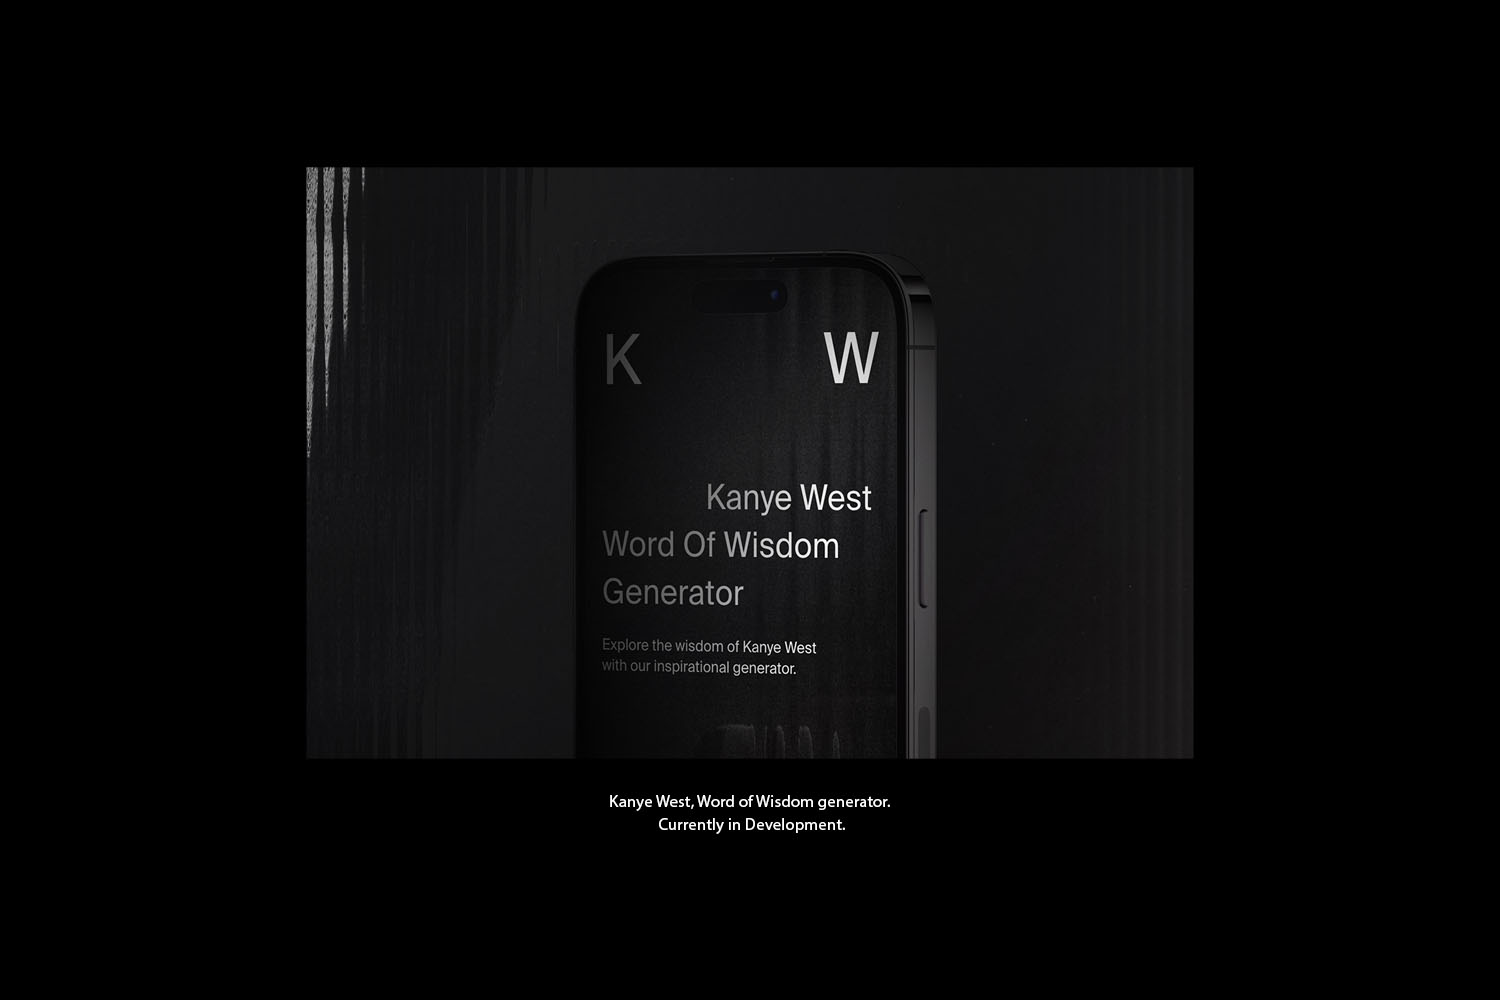 K W
Kanye West
Word Of Wisdom
Generator
Explore the wisdom of Kanye West
with our inspirational generator.
Kanye West, Word of Wisdom generator.
Currently in Development.